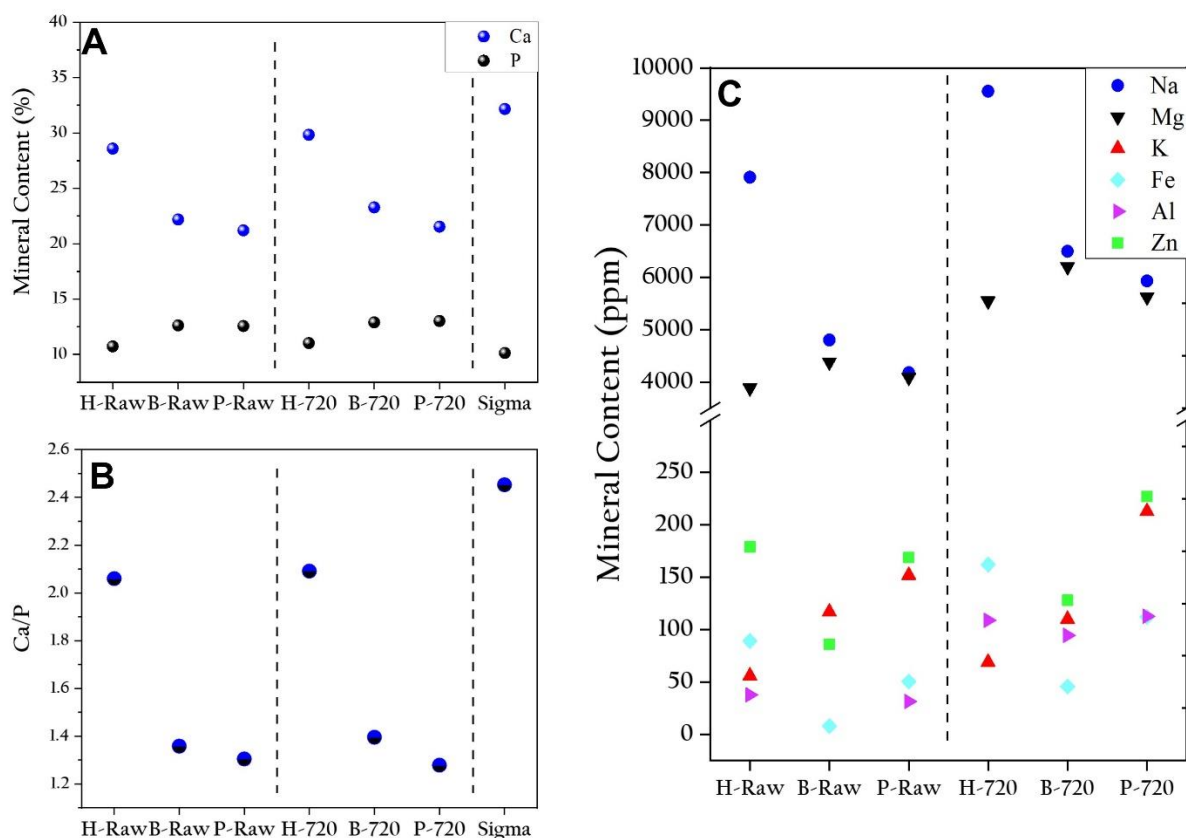 A
Ca
P
40
35
30
25
20
15
10
Mineral Content (%)
H-Raw B-Raw P-Raw H-720 B-720 P-720 Sigma
B
2.6
2.4
2.2
2.0
1.8
1.6
1.4
1.2
Ca/P
H-Raw B-Raw P-Raw H-720 B-720 P-720 Sigma
C
Na
Mg
K
Fe
Al
Zn
10000
9000
8000
7000
6000
5000
4000
250
200
150
100
50
0
Mineral Content (ppm)
H-Raw B-Raw P-Raw H-720 B-720 P-720